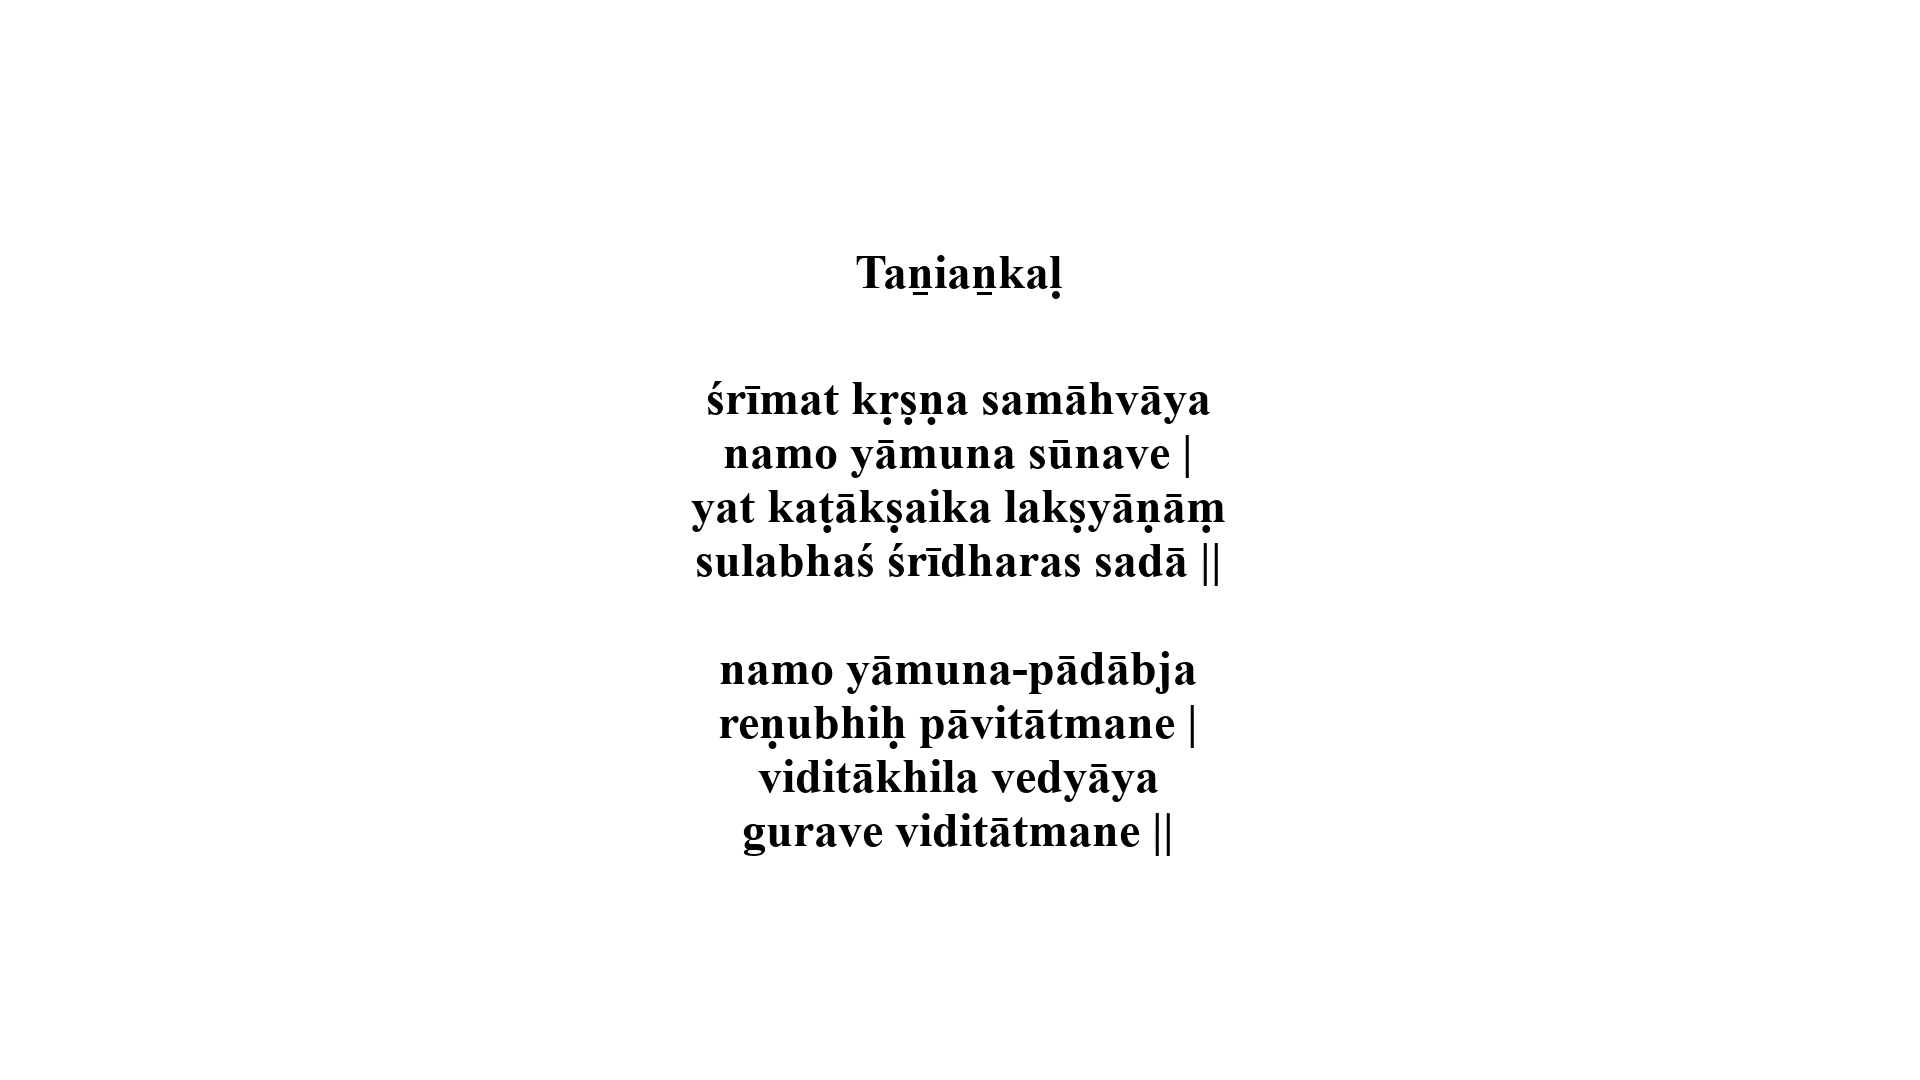 Taṉiaṉkaḷ
śrīmat kṛṣṇa samāhvāya
namo yāmuna sūnave |
yat kaṭākṣaika lakṣyāṇāṃ
sulabhaś śrīdharas sadā ||
namo yāmuna-pādābja
reṇubhiḥ pāvitātmane |
viditākhila vedyāya
gurave viditātmane ||